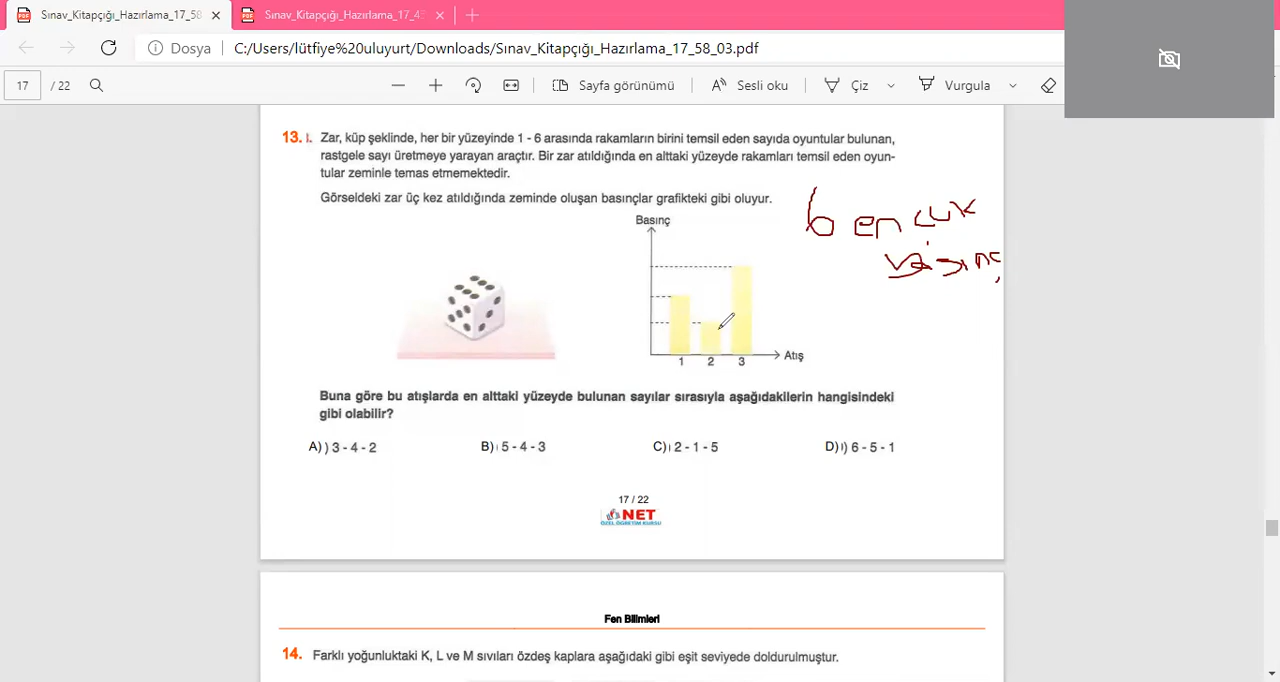 Sınav_Kitapçığı_Hazırlama_17_58
Sınav_Kitapçığı_Hazırlama_17_4
Dosya
C:/Users/lütfiye%20uluyurt/Downloads/Sınav_Kitapçığı_Hazırlama_17_58_03.pdf
17 / 22
Sayfa görünümü
Sesli oku
Çiz
Vurgula
13. I. Zar, küp şeklinde, her bir yüzeyinde 1 - 6 arasında rakamların birini temsil eden sayıda oyuntular bulunan,
rastgele sayı üretmeye yarayan araçtır. Bir zar atıldığında en alttaki yüzeyde rakamları temsil eden oyun-
tular zeminle temas etmemektedir.
Görseldeki zar üç kez atıldığında zeminde oluşan basınçlar grafikteki gibi oluyur.
6 en çuk
Basınç
Atış
1 2 3
Buna göre bu atışlarda en alttaki yüzeyde bulunan sayılar sırasıyla aşağıdakilerin hangisindeki
gibi olabilir?
A) ) 3 - 4 - 2 B) 5 - 4 - 3 C) 2 - 1 - 5 D) ) 6 - 5 - 1
17 / 22
NET
ÖZEL ÖĞRETİM KURSU
Fen Bilimleri
14. Farklı yoğunluktaki K, L ve M sıvıları özdeş kaplara aşağıdaki gibi eşit seviyede doldurulmuştur.